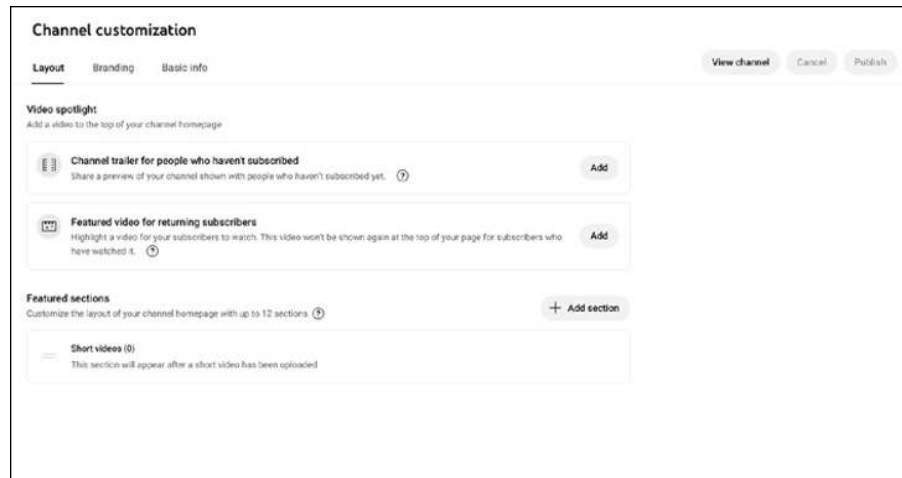 Channel customization
Layout
Branding
Basic info
View channel
Cancel
Publish
Video spotlight
Add a video to the top of your channel homepage
Channel trailer for people who haven't subscribed
Share a preview of your channel shown with people who haven't subscribed yet.
Add
Featured video for returning subscribers
Highlight a video for your subscribers to watch. This video won't be shown again at the top of your page for subscribers who
have watched it.
Add
Featured sections
Customize the layout of your channel homepage with up to 12 sections
Add section
Short videos (0)
This section will appear after a short video has been uploaded